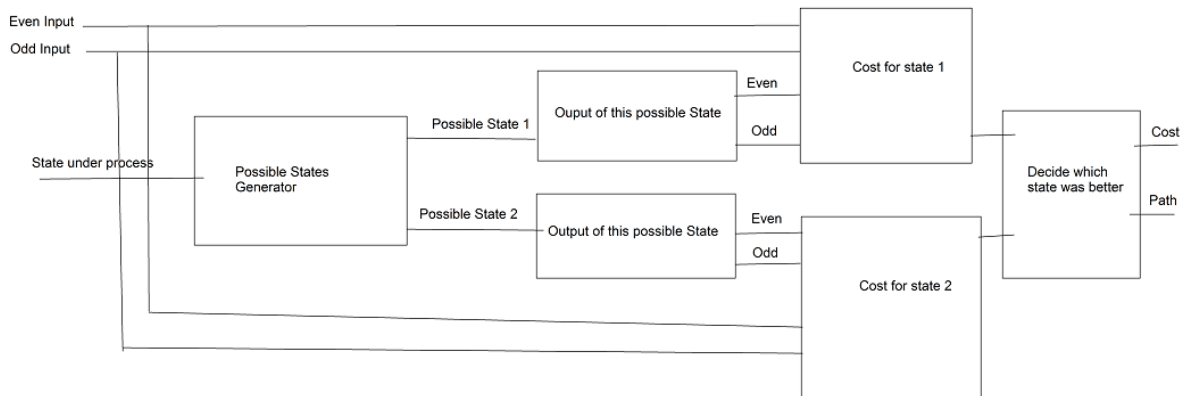 Even Input
Odd Input
Cost for state 1
Even
Ouput of this possible State
Possible State 1
Odd
Cost
State under process
Possible States
Generator
Decide which
state was better
Path
Possible State 2
Even
Output of this possible State
Odd
Cost for state 2